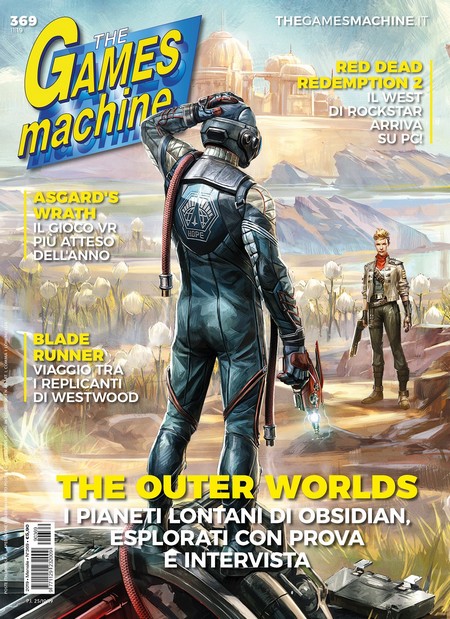 369
THEGAMESMACHINE.IT
THE
GAMES
machine
RED DEAD
REDEMPTION 2
IL WEST
DI ROCKSTAR
ARRIVA
SU PC!
ASGARD'S
WRATH
IL GIOCO VR
PIÙ ATTESO
DELL'ANNO
HOPE
BLADE
RUNNER
VIAGGIO TRA
I REPLICANTI
DI WESTWOOD
THE OUTER WORLDS
I PIANETI LONTANI DI OBSIDIAN,
ESPLORATI CON PROVA
E INTERVISTA